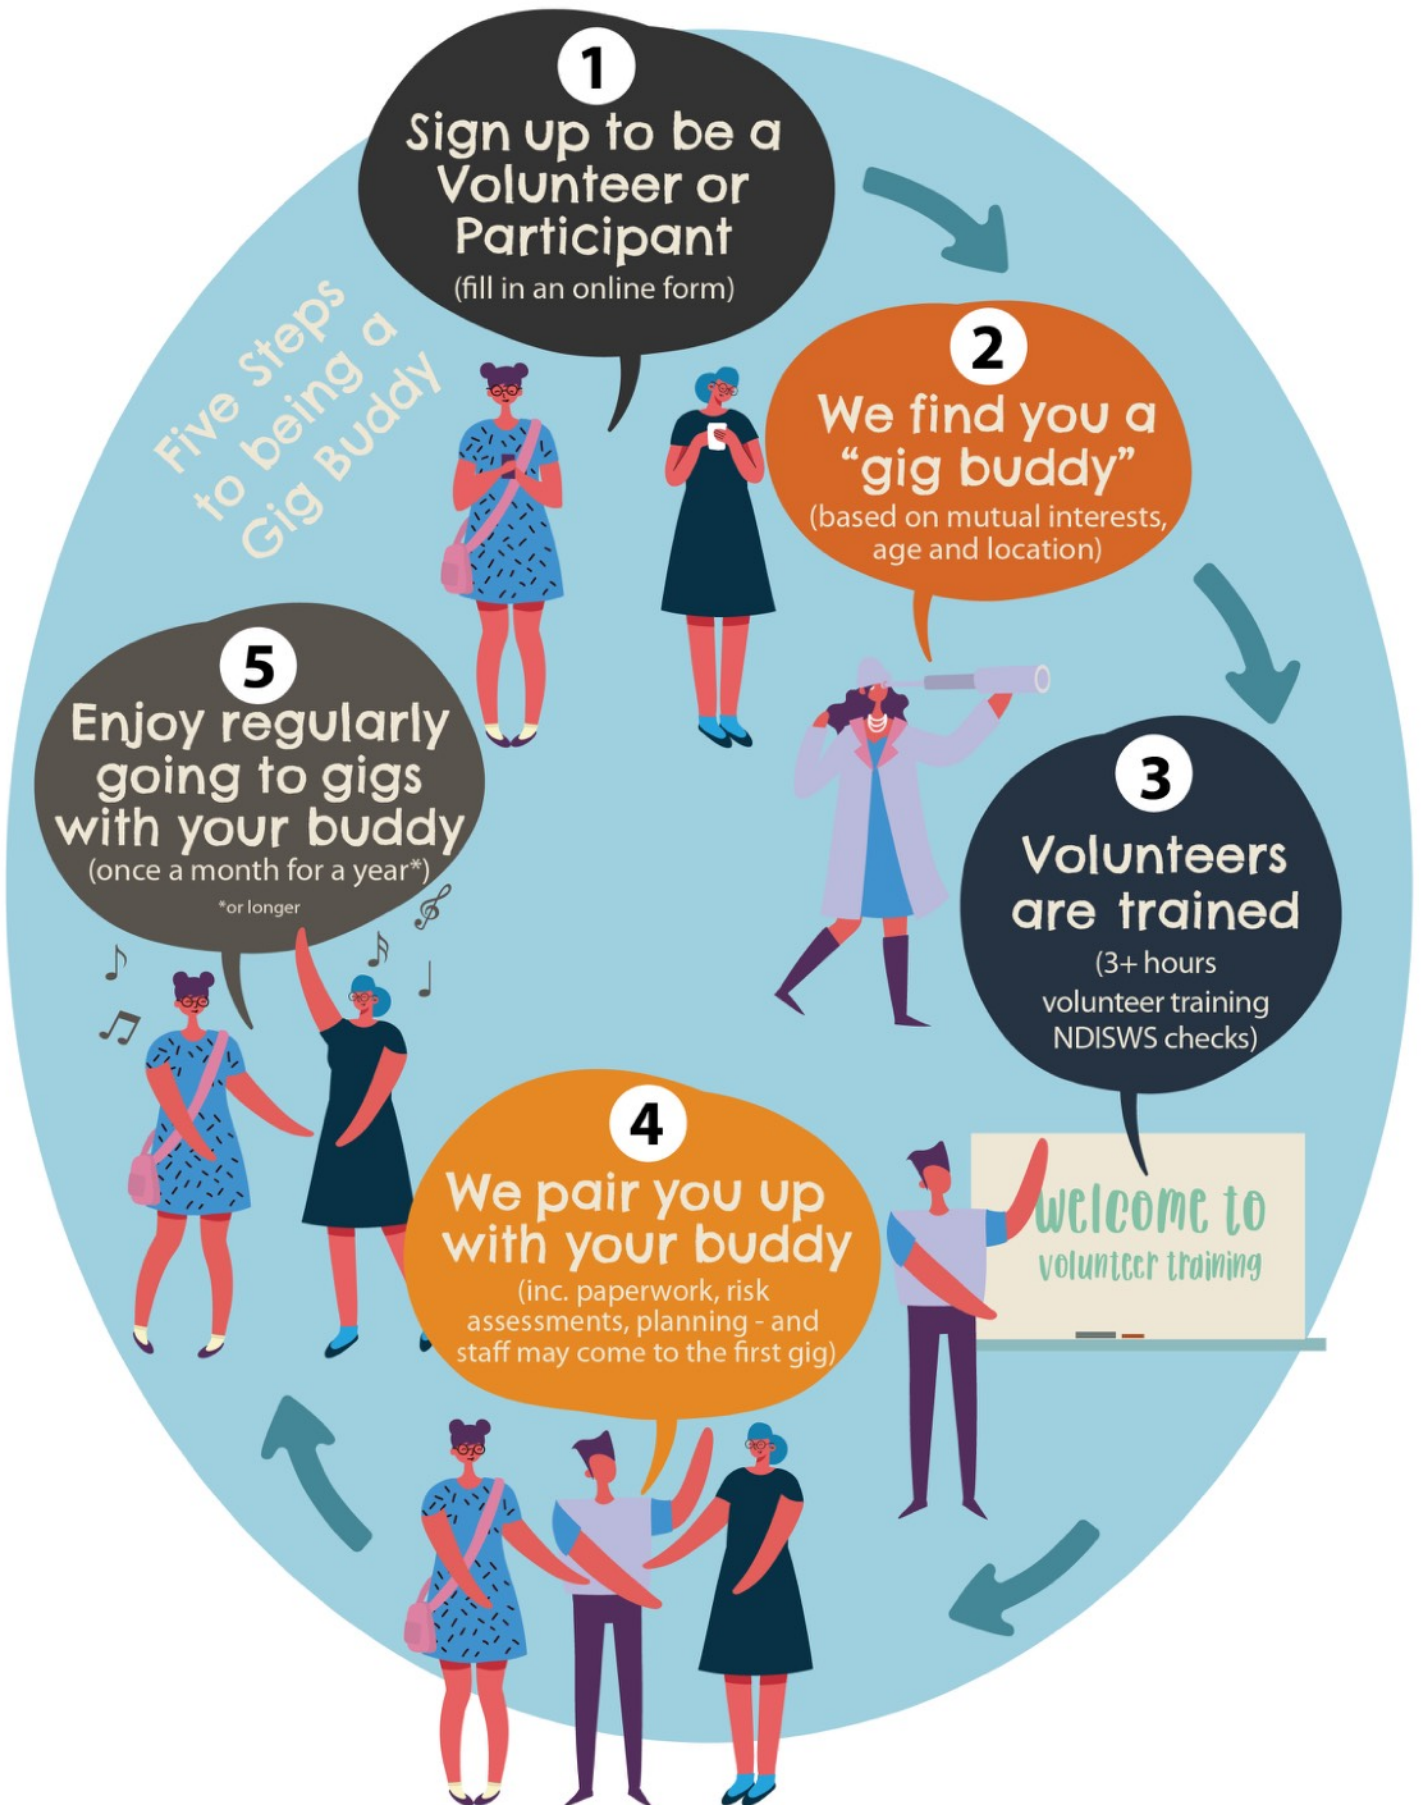 Five Steps
to being a
Gig Buddy
1
Sign up to be a
Volunteer or
Participant
(fill in an online form)
2
We find you a
“gig buddy”
(based on mutual interests,
age and location)
3
Volunteers
are trained
(3+ hours
volunteer training
NDISWS checks)
welcome to
volunteer training
4
We pair you up
with your buddy
(inc. paperwork, risk
assessments, planning - and
staff may come to the first gig)
5
Enjoy regularly
going to gigs
with your buddy
(once a month for a year*)
*or longer